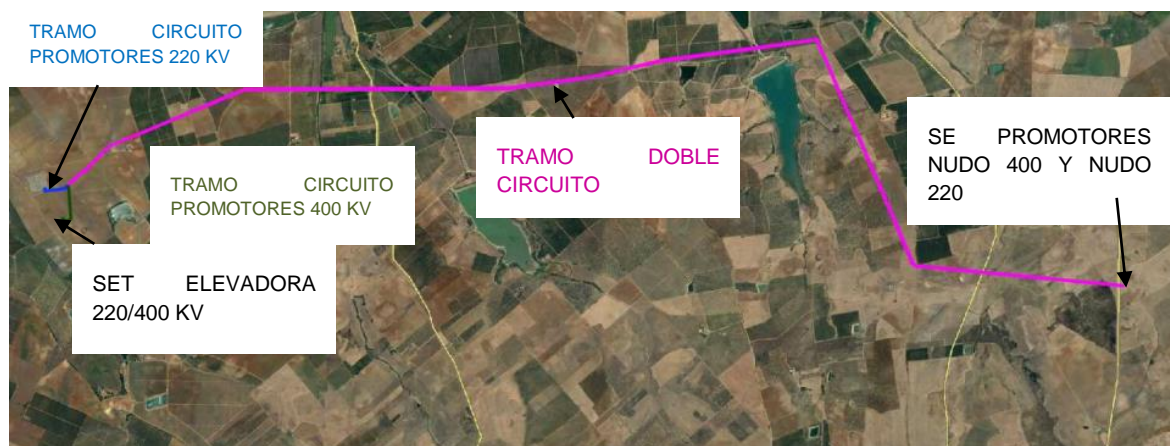 TRAMO CIRCUITO
PROMOTORES 220 KV
TRAMO CIRCUITO
PROMOTORES 400 KV
SET ELEVADORA
220/400 KV
TRAMO DOBLE
CIRCUITO
SE PROMOTORES
NUDO 400 Y NUDO
220